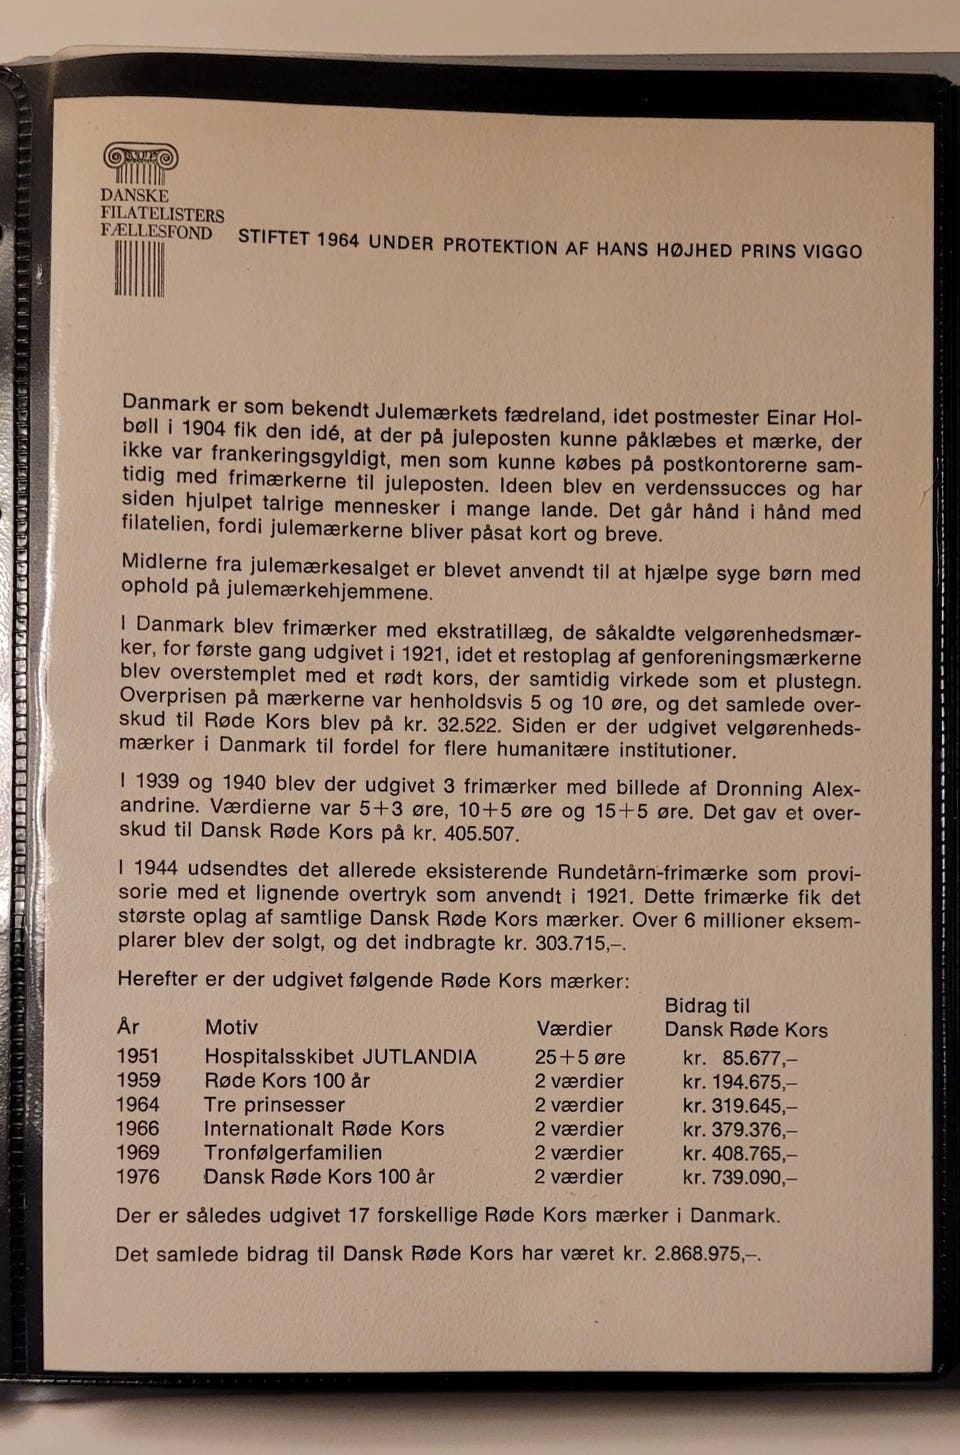 DANSKE
FILATELISTERS
FÆLLESFOND
STIFTET 1964 UNDER PROTEKTION AF HANS HØJHED PRINS VIGGO
Danmark er som bekendt Julemærkets fædreland, idet postmester Einar Hol-
bøll i 1904 fik den idé, at der på juleposten kunne påklæbes et mærke, der
ikke var frankeringsgyldigt, men som kunne købes på postkontorerne sam-
tidig med frimærkerne til juleposten. Ideen blev en verdenssucces og har
siden hjulpet talrige mennesker i mange lande. Det går hånd i hånd med
filatelien, fordi julemærkerne bliver påsat kort og breve.
Midlerne fra julemærkesalget er blevet anvendt til at hjælpe syge børn med
ophold på julemærkehjemmene.
I Danmark blev frimærker med ekstratillæg, de såkaldte velgørenhedsmær-
ker, for første gang udgivet i 1921, idet et restoplag af genforeningsmærkerne
blev overstemplet med et rødt kors, der samtidig virkede som et plustegn.
Overprisen på mærkerne var henholdsvis 5 og 10 øre, og det samlede over-
skud til Røde Kors blev på kr. 32.522. Siden er der udgivet velgørenheds-
mærker i Danmark til fordel for flere humanitære institutioner.
I 1939 og 1940 blev der udgivet 3 frimærker med billede af Dronning Alex-
andrine. Værdierne var 5+3 øre, 10+5 øre og 15+5 øre. Det gav et over-
skud til Dansk Røde Kors på kr. 405.507.
I 1944 udsendtes det allerede eksisterende Rundetårn-frimærke som provi-
sorie med et lignende overtryk som anvendt i 1921. Dette frimærke fik det
største oplag af samtlige Dansk Røde Kors mærker. Over 6 millioner eksem-
plarer blev der solgt, og det indbragte kr. 303.715,–.
Herefter er der udgivet følgende Røde Kors mærker:
År Motiv Værdier Bidrag til Dansk Røde Kors
1951 Hospitalsskibet JUTLANDIA 25+5 øre kr. 85.677,–
1959 Røde Kors 100 år 2 værdier kr. 194.675,–
1964 Tre prinsesser 2 værdier kr. 319.645,–
1966 Internationalt Røde Kors 2 værdier kr. 379.376,–
1969 Tronfølgerfamilien 2 værdier kr. 408.765,–
1976 Dansk Røde Kors 100 år 2 værdier kr. 739.090,–
Der er således udgivet 17 forskellige Røde Kors mærker i Danmark.
Det samlede bidrag til Dansk Røde Kors har været kr. 2.868.975,–.